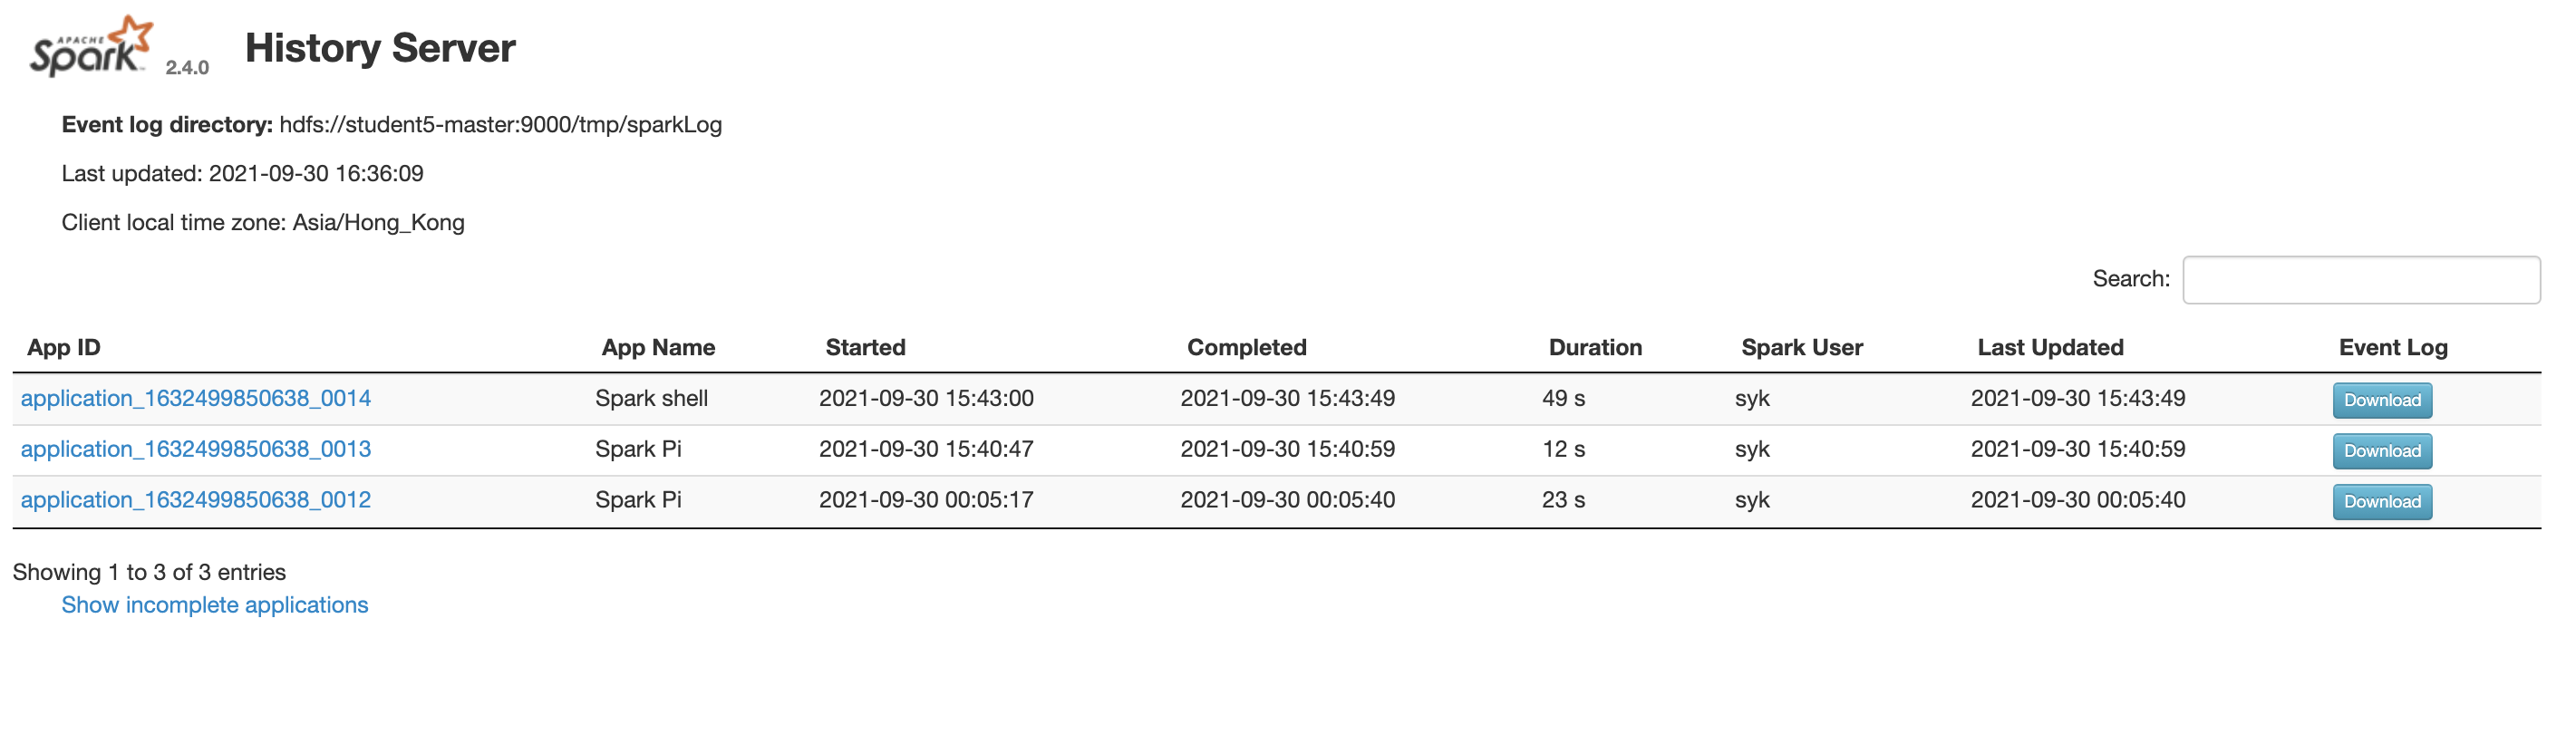 APACHE
Spark 2.4.0 History Server
Event log directory: hdfs://student5-master:9000/tmp/sparkLog
Last updated: 2021-09-30 16:36:09
Client local time zone: Asia/Hong_Kong
Search:
App ID App Name Started Completed Duration Spark User Last Updated Event Log
application_1632499850638_0014 Spark shell 2021-09-30 15:43:00 2021-09-30 15:43:49 49 s syk 2021-09-30 15:43:49 Download
application_1632499850638_0013 Spark Pi 2021-09-30 15:40:47 2021-09-30 15:40:59 12 s syk 2021-09-30 15:40:59 Download
application_1632499850638_0012 Spark Pi 2021-09-30 00:05:17 2021-09-30 00:05:40 23 s syk 2021-09-30 00:05:40 Download
Showing 1 to 3 of 3 entries
Show incomplete applications